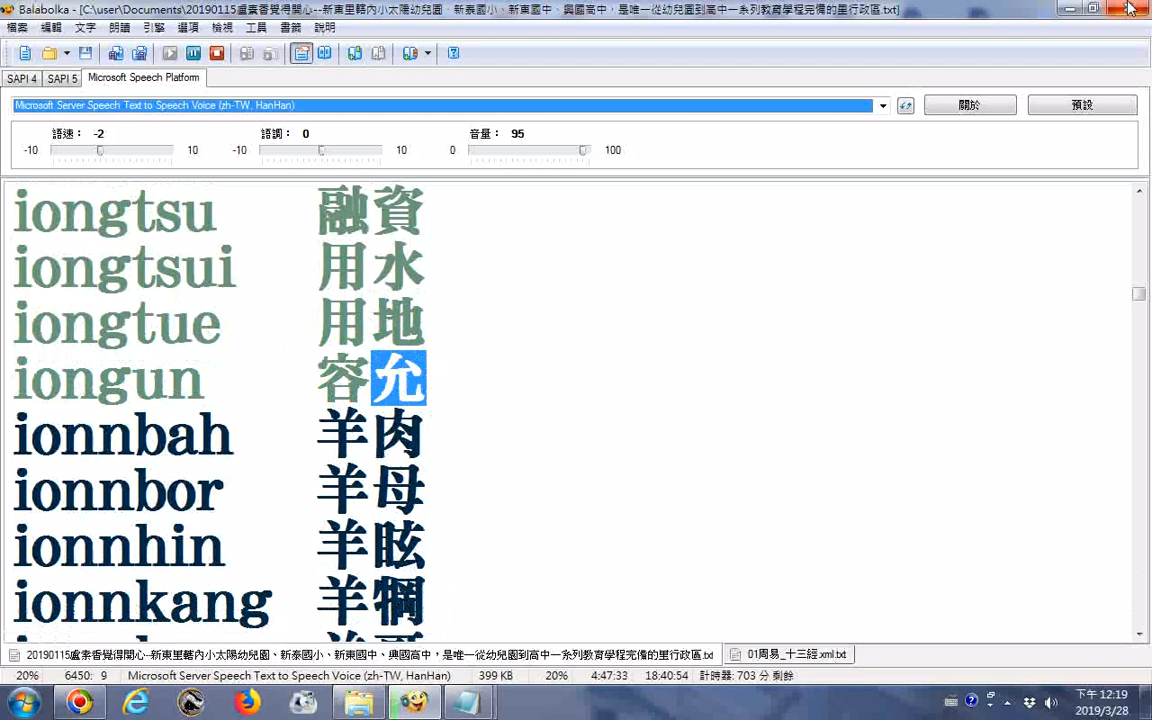 Balabolka - [C:\user\Documents\20190115盧素香覺得開心--新東里轄內小太陽幼兒園、新泰國小、新東國中、興國高中，是唯一從幼兒園到高中一系列教育學程完備的里行政區.txt]
檔案 編輯 文字 朗讀 引擎 選項 檢視 工具 書籤 說明
SAPI 4 SAPI 5 Microsoft Speech Platform
Microsoft Server Speech Text to Speech Voice (zh-TW, HanHan) 關於 預設
語速： -2 語調： 0 音量： 95
-10 10 -10 10 0 100
iongtsu 融資
iongtsui 用水
iongtue 用地
iongun 容允
ionnbah 羊肉
ionnbor 羊母
ionnhin 羊眩
ionnkang 羊犅
20190115盧素香覺得開心--新東里轄內小太陽幼兒園、新泰國小、新東國中、興國高中，是唯一從幼兒園到高中一系列教育學程完備的里行政區.txt 01周易_十三經.xml.txt
20% 6450: 9 Microsoft Server Speech Text to Speech Voice (zh-TW, HanHan) 399 KB 20% 4:47:33 18:40:54 計時器: 703 分 剩餘
下午 12:19
2019/3/28